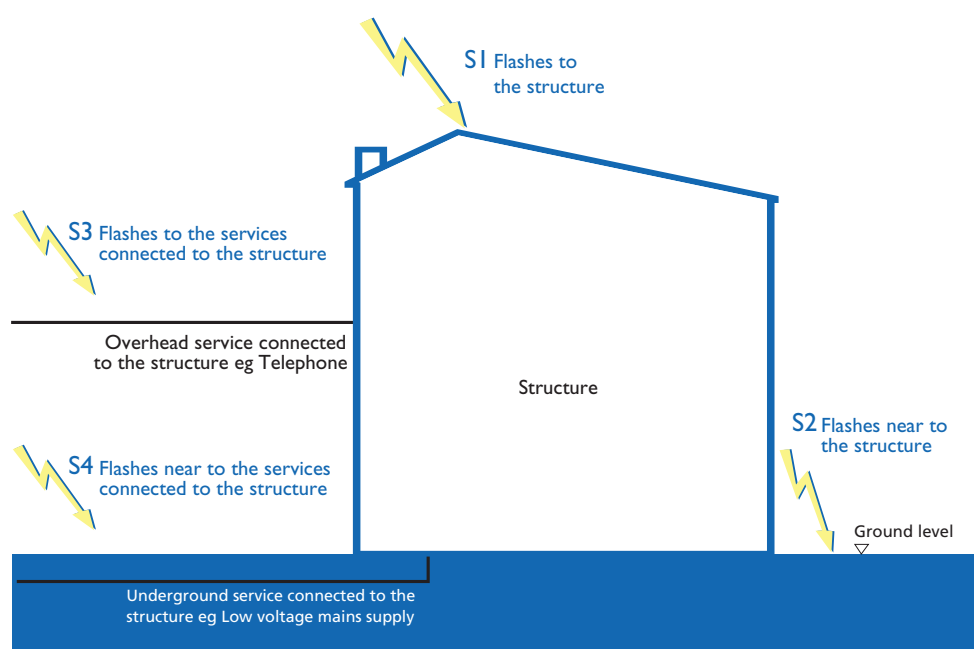 S1 Flashes to
the structure
S3 Flashes to the services
connected to the structure
Overhead service connected
to the structure eg Telephone
Structure
S2 Flashes near to
the structure
S4 Flashes near to the services
connected to the structure
Ground level
Underground service connected to the
structure eg Low voltage mains supply